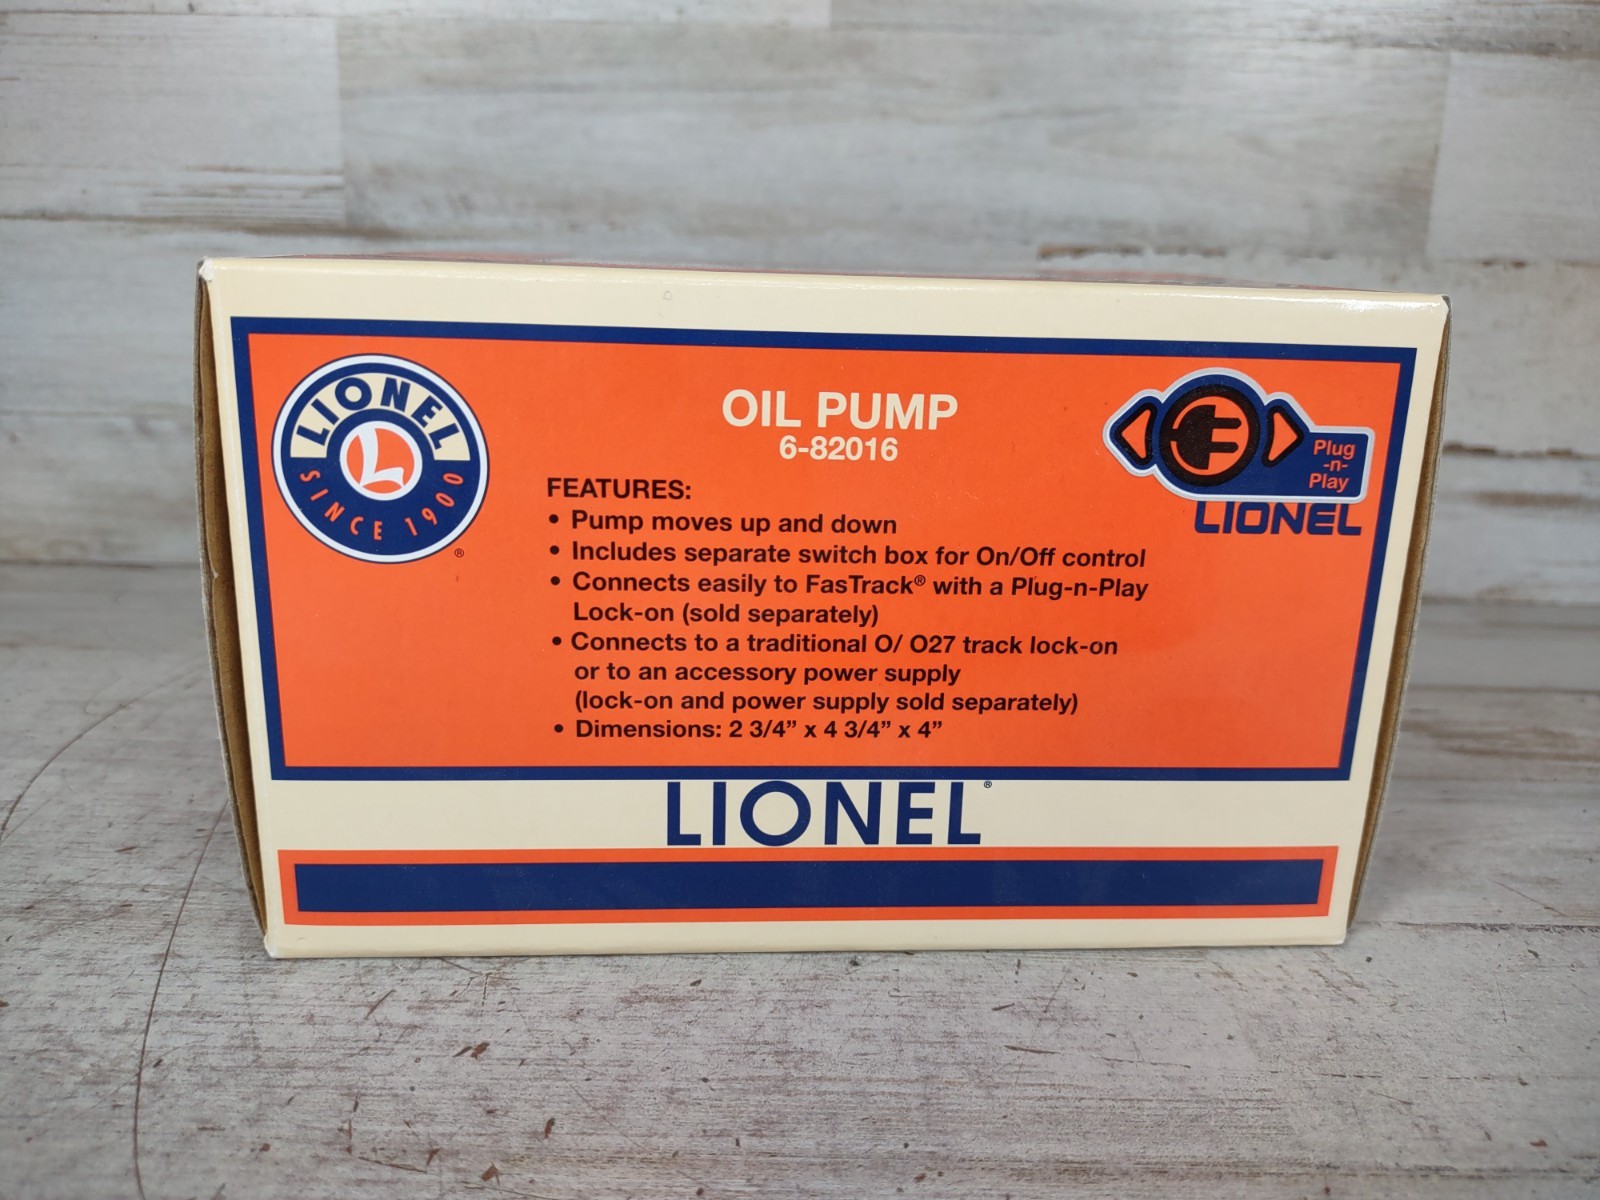 LIONEL
L
SINCE 1900
®
OIL PUMP
6-82016
Plug
-n-
Play
LIONEL
FEATURES:
• Pump moves up and down
• Includes separate switch box for On/Off control
• Connects easily to FasTrack® with a Plug-n-Play
Lock-on (sold separately)
• Connects to a traditional O/ O27 track lock-on
or to an accessory power supply
(lock-on and power supply sold separately)
• Dimensions: 2 3/4” x 4 3/4” x 4”
LIONEL®